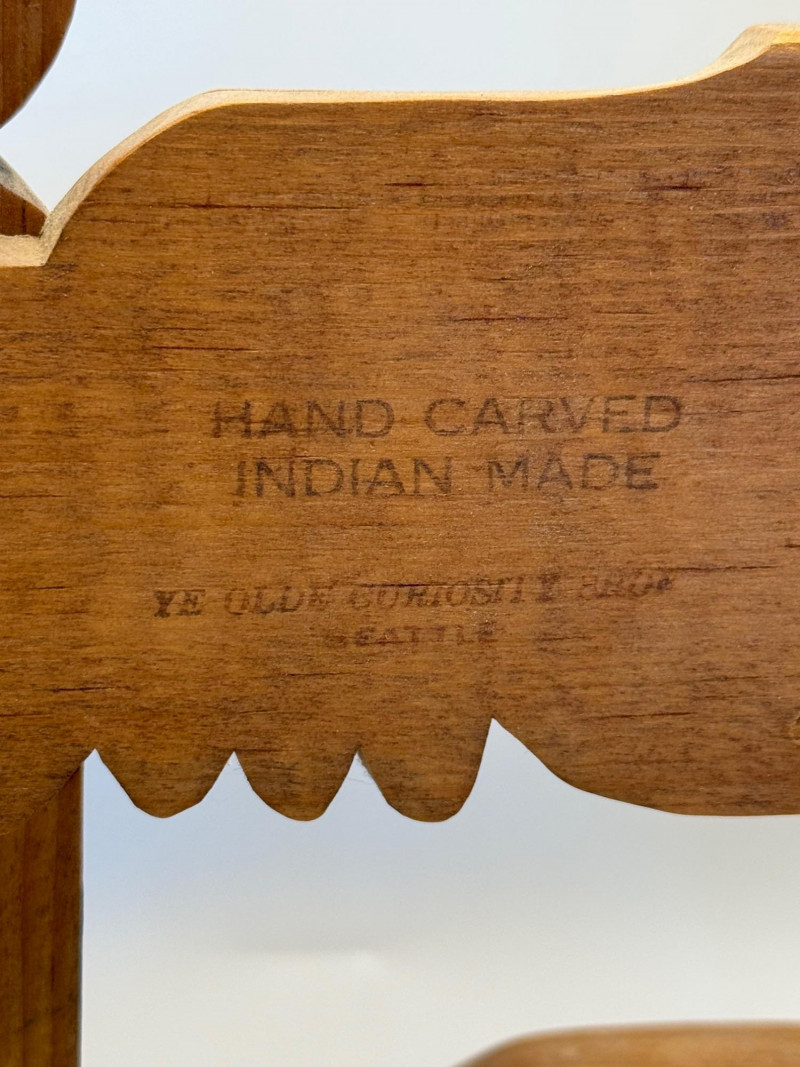 HAND CARVED
INDIAN MADE
YE OLDE CURIOSITY SHOP
SEATTLE